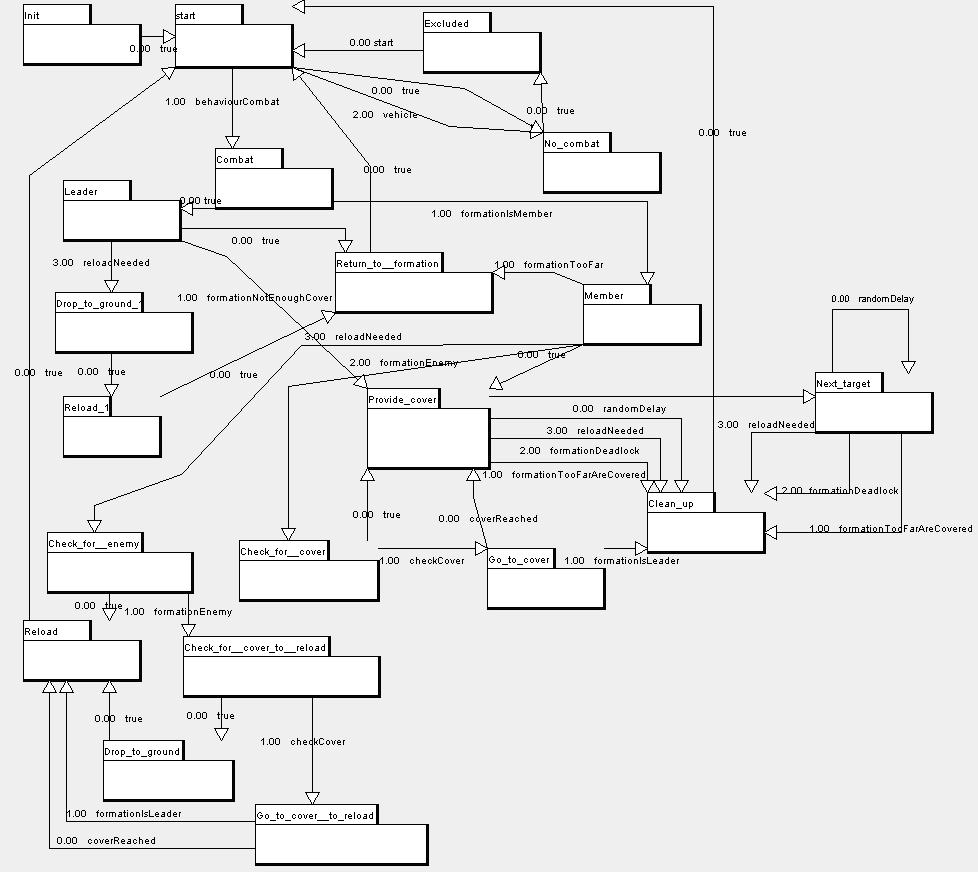 Init
start
Excluded
0.00 true
0.00 start
0.00 true
1.00 behaviourCombat
2.00 vehicle
0.00 true
0.00 true
No_combat
Combat
0.00 true
Leader
0.00 true
1.00 formationIsMember
0.00 true
3.00 reloadNeeded
Return_to__formation
1.00 formationTooFar
Member
Drop_to_ground_1
1.00 formationNotEnoughCover
0.00 randomDelay
3.00 reloadNeeded
0.00 true
2.00 formationEnemy
0.00 true
0.00 true
0.00 true
Next_target
Reload_1
Provide_cover
0.00 randomDelay
3.00 reloadNeeded
3.00 reloadNeeded
2.00 formationDeadlock
1.00 formationTooFarAreCovered
2.00 formationDeadlock
Clean_up
0.00 true
0.00 coverReached
1.00 formationTooFarAreCovered
Check_for__enemy
Check_for__cover
1.00 checkCover
Go_to_cover
1.00 formationIsLeader
0.00 true
1.00 formationEnemy
Reload
Check_for__cover_to__reload
0.00 true
0.00 true
1.00 checkCover
Drop_to_ground
1.00 formationIsLeader
Go_to_cover__to_reload
0.00 coverReached